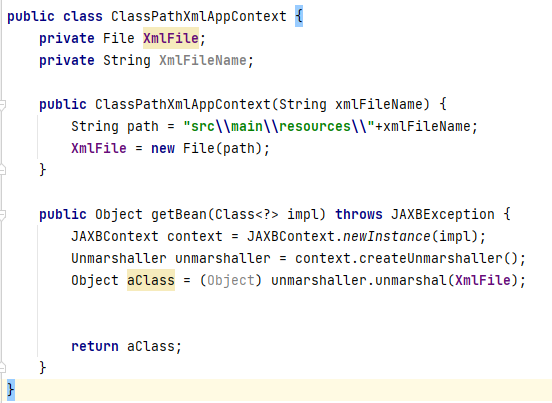 public class ClassPathXmlAppContext {
private File XmlFile;
private String XmlFileName;
public ClassPathXmlAppContext(String xmlFileName) {
String path = "src\\main\\resources\\"+xmlFileName;
XmlFile = new File(path);
}
public Object getBean(Class<?> impl) throws JAXBException {
JAXBContext context = JAXBContext.newInstance(impl);
Unmarshaller unmarshaller = context.createUnmarshaller();
Object aClass = (Object) unmarshaller.unmarshal(XmlFile);
return aClass;
}
}